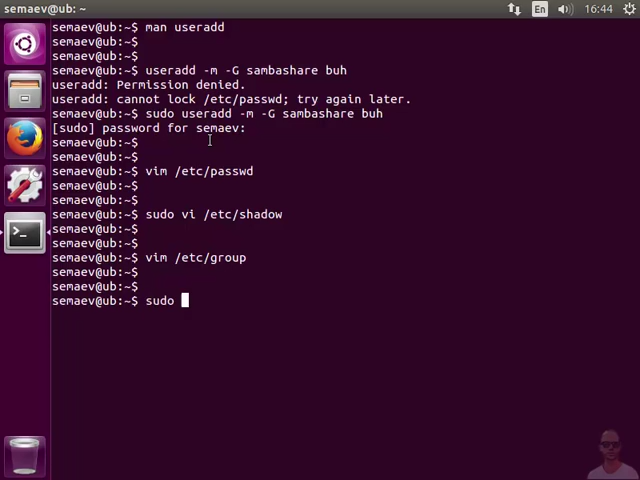 semaev@ub: ~
En
16:44
semaev@ub:~$ man useradd
semaev@ub:~$
semaev@ub:~$
semaev@ub:~$ useradd -m -G sambashare buh
useradd: Permission denied.
useradd: cannot lock /etc/passwd; try again later.
semaev@ub:~$ sudo useradd -m -G sambashare buh
[sudo] password for semaev:
semaev@ub:~$
semaev@ub:~$
semaev@ub:~$ vim /etc/passwd
semaev@ub:~$
semaev@ub:~$
semaev@ub:~$ sudo vi /etc/shadow
semaev@ub:~$
semaev@ub:~$
semaev@ub:~$ vim /etc/group
semaev@ub:~$
semaev@ub:~$
semaev@ub:~$ sudo